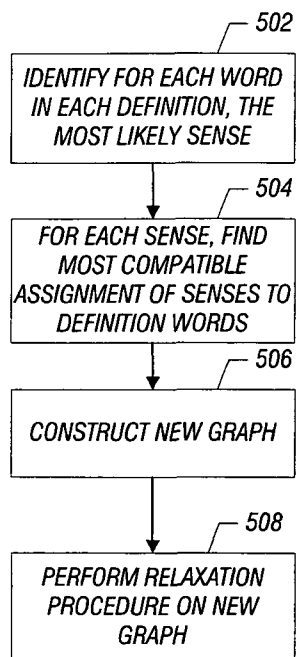 502
IDENTIFY FOR EACH WORD
IN EACH DEFINITION, THE
MOST LIKELY SENSE
504
FOR EACH SENSE, FIND
MOST COMPATIBLE
ASSIGNMENT OF SENSES TO
DEFINITION WORDS
506
CONSTRUCT NEW GRAPH
508
PERFORM RELAXATION
PROCEDURE ON NEW
GRAPH